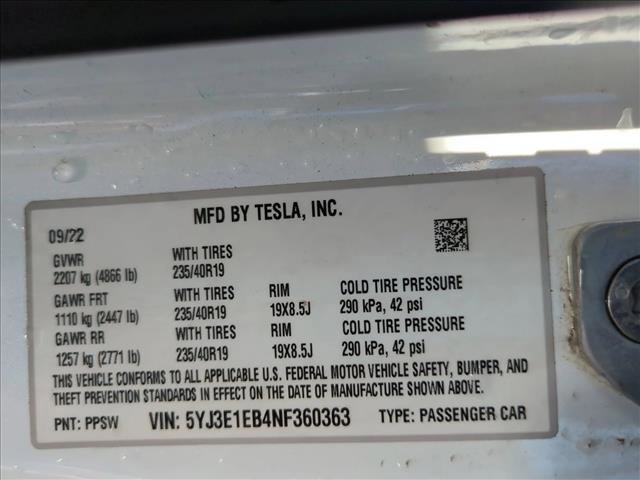 MFD BY TESLA, INC.
09/22
GVWR WITH TIRES
2207 kg (4866 lb) 235/40R19
GAWR FRT WITH TIRES RIM COLD TIRE PRESSURE
1110 kg (2447 lb) 235/40R19 19X8.5J 290 kPa, 42 psi
GAWR RR WITH TIRES RIM COLD TIRE PRESSURE
1257 kg (2771 lb) 235/40R19 19X8.5J 290 kPa, 42 psi
THIS VEHICLE CONFORMS TO ALL APPLICABLE U.S. FEDERAL MOTOR VEHICLE SAFETY, BUMPER, AND
THEFT PREVENTION STANDARDS IN EFFECT ON THE DATE OF MANUFACTURE SHOWN ABOVE.
PNT: PPSW VIN: 5YJ3E1EB4NF360363 TYPE: PASSENGER CAR